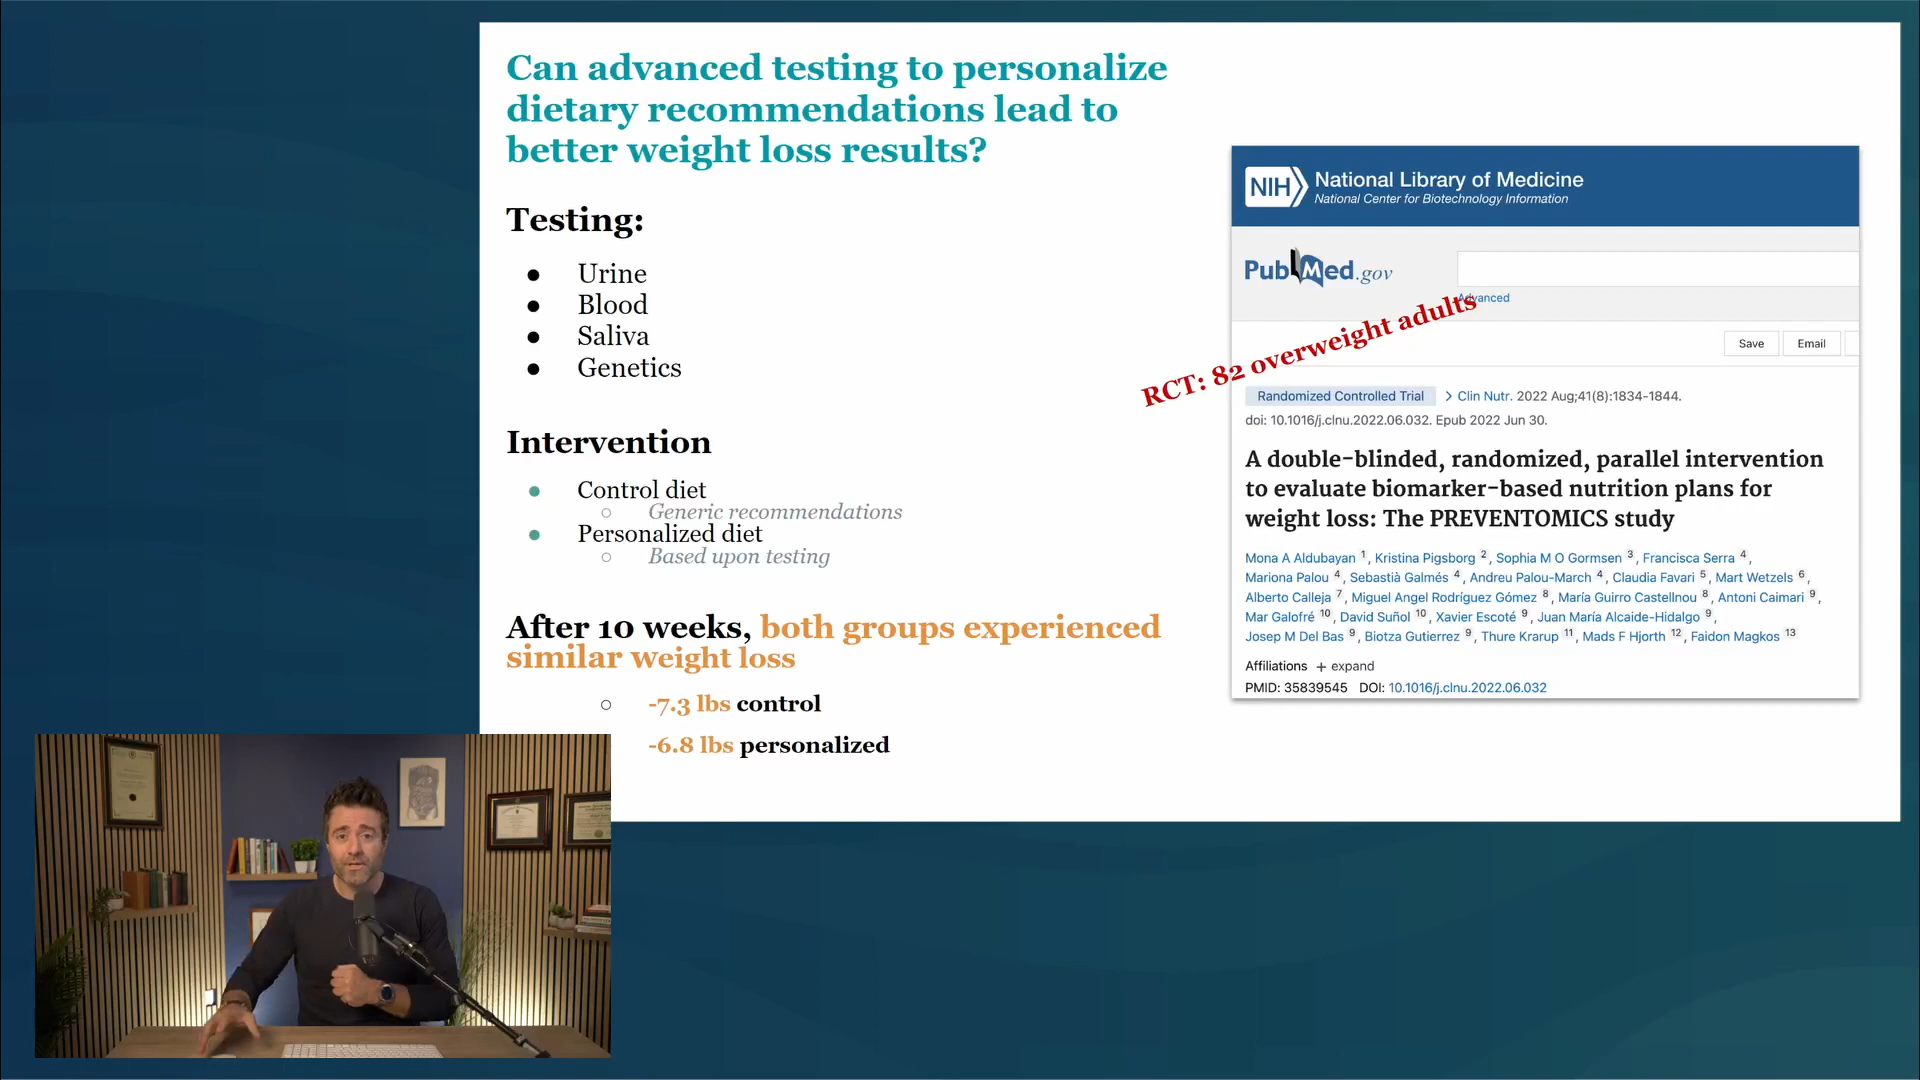 Can advanced testing to personalize
dietary recommendations lead to
better weight loss results?
Testing:
● Urine
● Blood
● Saliva
● Genetics
Intervention
● Control diet
○ Generic recommendations
● Personalized diet
○ Based upon testing
After 10 weeks, both groups experienced
similar weight loss
○ -7.3 lbs control
-6.8 lbs personalized
NIH National Library of Medicine
National Center for Biotechnology Information
PubMed.gov
Advanced
RCT: 82 overweight adults
Save Email
Randomized Controlled Trial > Clin Nutr. 2022 Aug;41(8):1834-1844.
doi: 10.1016/j.clnu.2022.06.032. Epub 2022 Jun 30.
A double-blinded, randomized, parallel intervention
to evaluate biomarker-based nutrition plans for
weight loss: The PREVENTOMICS study
Mona A Aldubayan 1, Kristina Pigsborg 2, Sophia M O Gormsen 3, Francisca Serra 4,
Mariona Palou 4, Sebastià Galmés 4, Andreu Palou-March 4, Claudia Favari 5, Mart Wetzels 6,
Alberto Calleja 7, Miguel Angel Rodríguez Gómez 8, María Guirro Castellnou 8, Antoni Caimari 9,
Mar Galofré 10, David Suñol 10, Xavier Escoté 9, Juan María Alcaide-Hidalgo 9,
Josep M Del Bas 9, Biotza Gutierrez 9, Thure Krarup 11, Mads F Hjorth 12, Faidon Magkos 13
Affiliations + expand
PMID: 35839545 DOI: 10.1016/j.clnu.2022.06.032